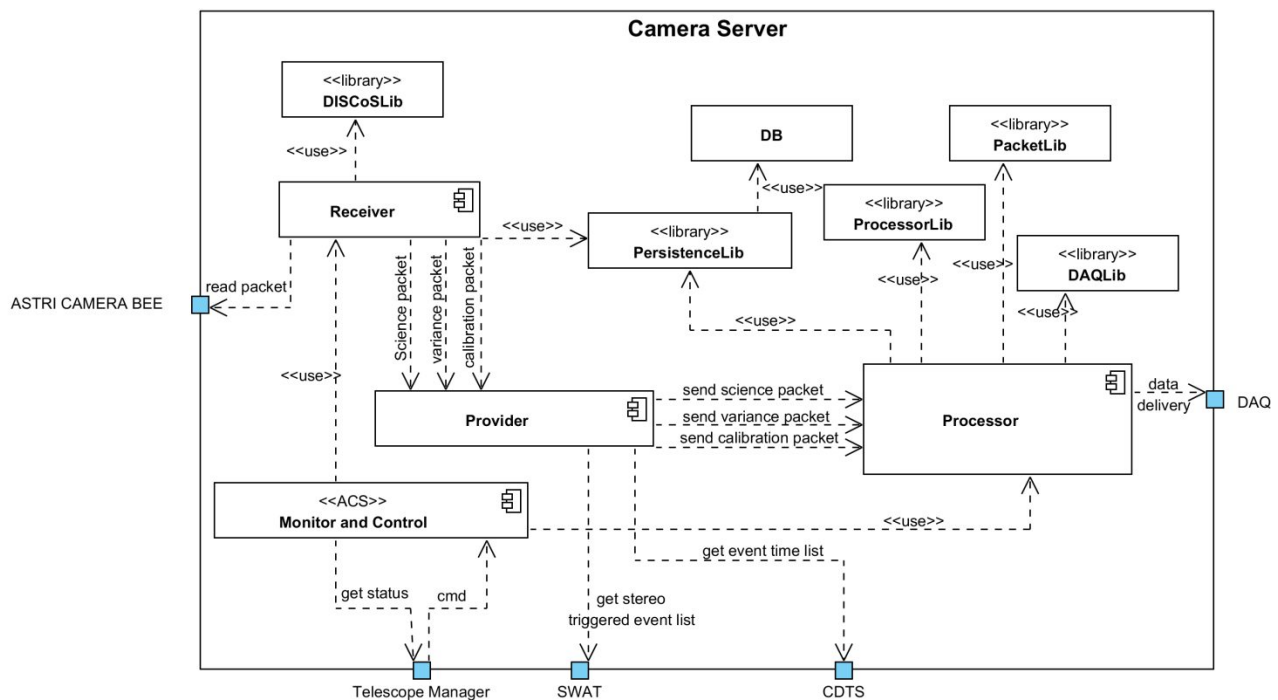 Camera Server
<<library>>
DISCoSLib
<<use>>
DB
<<library>>
PacketLib
<<use>>
<<library>>
ProcessorLib
Receiver
<<use>>
<<library>>
PersistenceLib
<<library>>
DAQLib
<<use>>
<<use>>
<<use>>
<<use>>
read packet
ASTRI CAMERA BEE
Science packet
variance packet
calibration packet
<<use>>
<<use>>
Provider
send science packet
send variance packet
send calibration packet
Processor
data
delivery
DAQ
<<ACS>>
Monitor and Control
<<use>>
get status
cmd
get stereo
triggered event list
get event time list
Telescope Manager
SWAT
CDTS